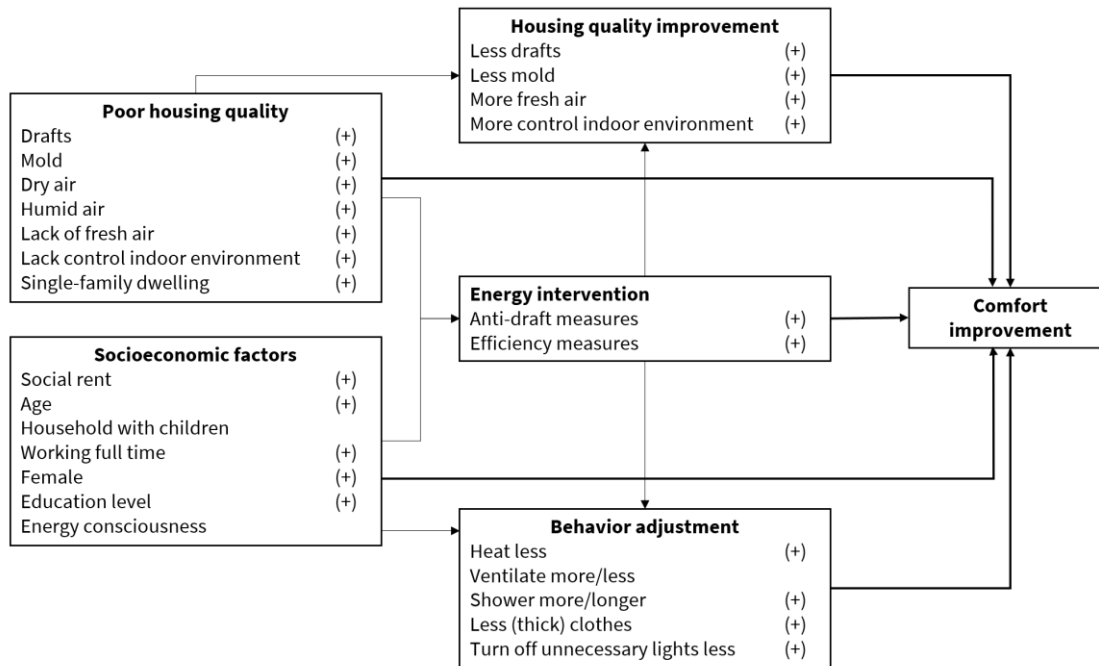 Housing quality improvement
Less drafts (+)
Less mold (+)
More fresh air (+)
More control indoor environment (+)
Poor housing quality
Drafts (+)
Mold (+)
Dry air (+)
Humid air (+)
Lack of fresh air (+)
Lack control indoor environment (+)
Single-family dwelling (+)
Energy intervention
Anti-draft measures (+)
Efficiency measures (+)
Comfort
improvement
Socioeconomic factors
Social rent (+)
Age (+)
Household with children
Working full time (+)
Female (+)
Education level (+)
Energy consciousness
Behavior adjustment
Heat less (+)
Ventilate more/less
Shower more/longer (+)
Less (thick) clothes (+)
Turn off unnecessary lights less (+)